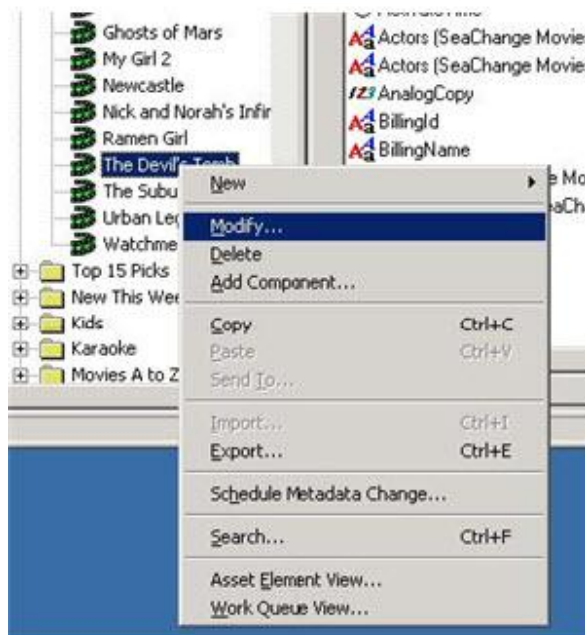 Ghosts of Mars
My Girl 2
Newcastle
Nick and Norah's Infir
Ramen Girl
The Devil's Tomb
The Subu
Urban Leg
Watchme
Top 15 Picks
New This Wee
Kids
Karaoke
Movies A to Z
Actors (SeaChange Movie
Actors (SeaChange Movie
AnalogCopy
BillingId
BillingName
e Mo
eaCh
New
Modify...
Delete
Add Component...
Copy Ctrl+C
Paste Ctrl+V
Send To...
Import... Ctrl+I
Export... Ctrl+E
Schedule Metadata Change...
Search... Ctrl+F
Asset Element View...
Work Queue View...